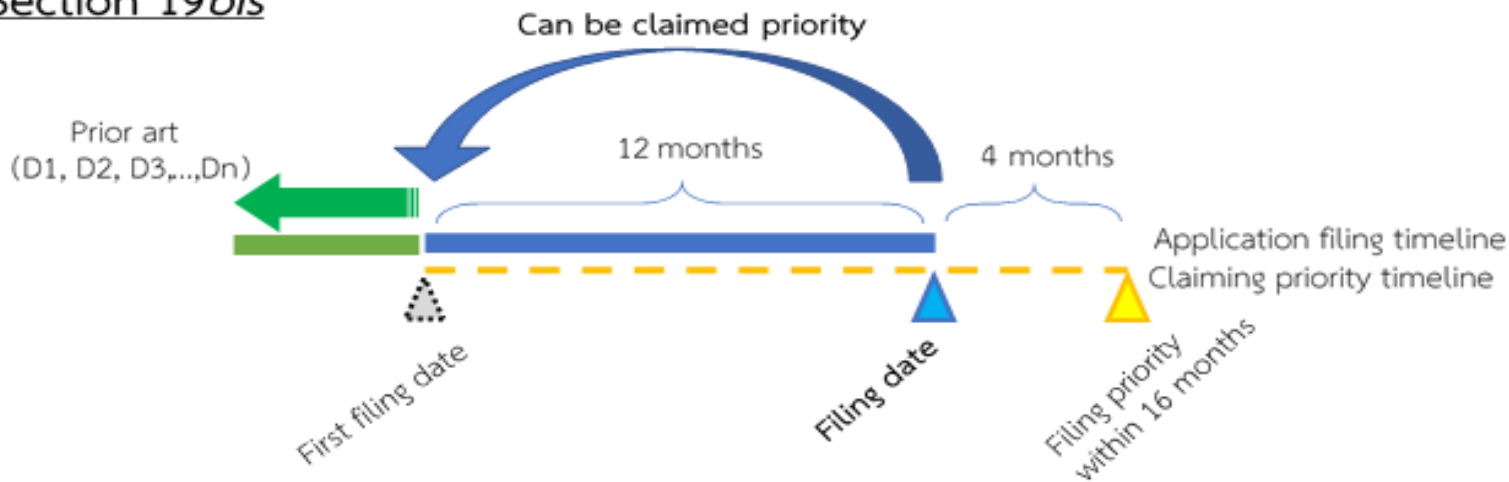 Section 19bis
Can be claimed priority
Prior art
(D1, D2, D3,...,Dn)
12 months
4 months
Application filing timeline
Claiming priority timeline
First filing date
Filing date
Filing priority
within 16 months